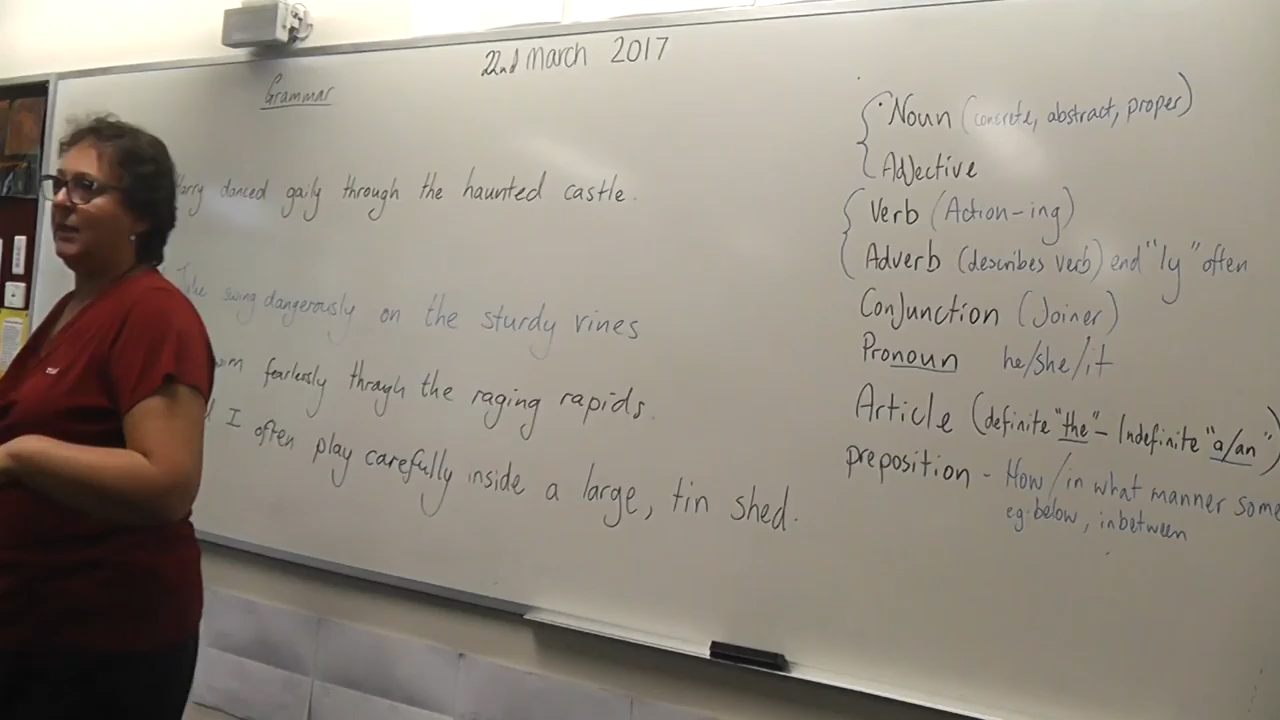 22nd March 2017
Grammar
danced gaily through the haunted castle.
swing dangerously on the sturdy vines
fearlessly through the raging rapids.
I often play carefully inside a large, tin shed.
Noun (concrete, abstract, proper)
Adjective
Verb (Action-ing)
Adverb (describes verb) end "ly" often
Conjunction (Joiner)
Pronoun he/she/it
Article (definite "the" - Indefinite "a/an")
preposition - How/in what manner some
eg. below, inbetween